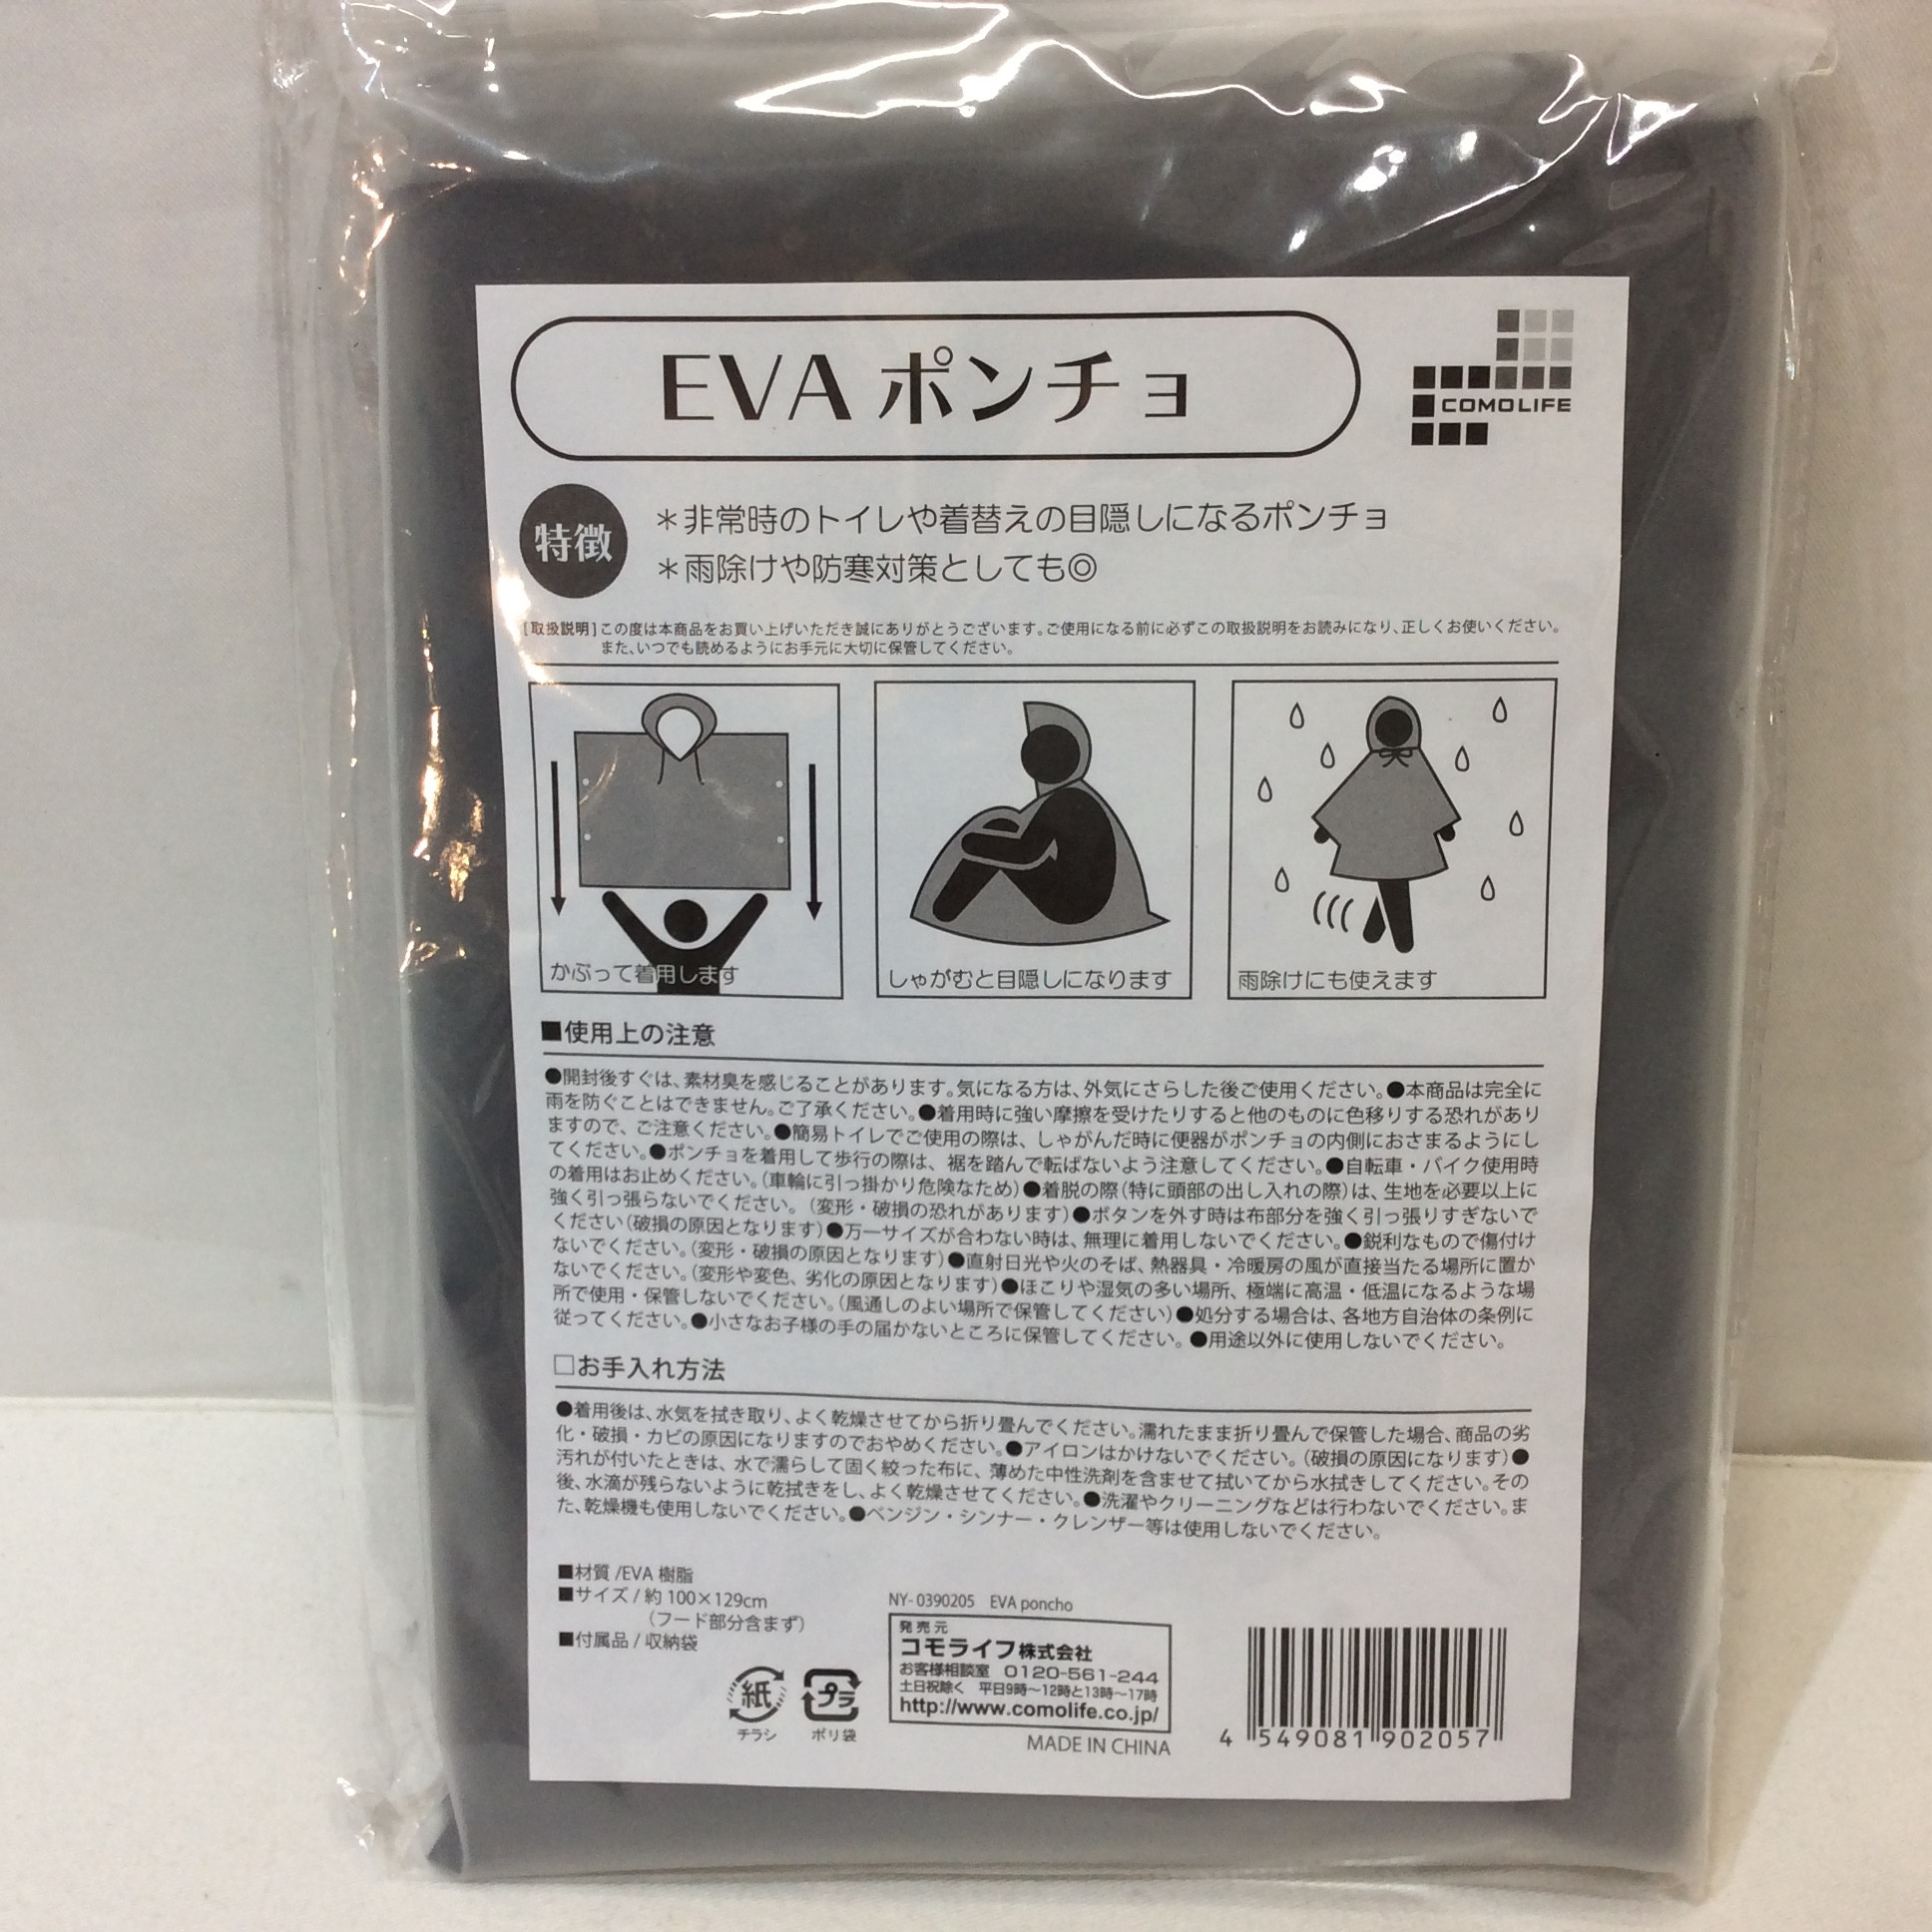 EVA ポンチョ
COMOLIFE
特徴
＊非常時のトイレや着替えの目隠しになるポンチョ
＊雨除けや防寒対策としても◎
[取扱説明]この度は本商品をお買い上げいただき誠にありがとうございます。ご使用になる前に必ずこの取扱説明をお読みになり、正しくお使いください。
また、いつでも読めるようにお手元に大切に保管してください。
かぶって着用します
しゃがむと目隠しになります
雨除けにも使えます
■使用上の注意
●開封後すぐは、素材臭を感じることがあります。気になる方は、外気にさらした後ご使用ください。●本商品は完全に
雨を防ぐことはできません。ご了承ください。●着用時に強い摩擦を受けたりすると他のものに色移りする恐れがあり
ますので、ご注意ください。●簡易トイレでご使用の際は、しゃがんだ時に便器がポンチョの内側におさまるようにし
てください。●ポンチョを着用して歩行の際は、裾を踏んで転ばないよう注意してください。●自転車・バイク使用時
の着用はお止めください。(車輪に引っ掛かり危険なため)●着脱の際(特に頭部の出し入れの際)は、生地を必要以上に
強く引っ張らないでください。(変形・破損の恐れがあります)●ボタンを外す時は布部分を強く引っ張りすぎないで
ください(破損の原因となります)●万一サイズが合わない時は、無理に着用しないでください。●鋭利なもので傷付け
ないでください。(変形・破損の原因となります)●直射日光や火のそば、熱器具・冷暖房の風が直接当たる場所に置か
ないでください。(変形や変色、劣化の原因となります)●ほこりや湿気の多い場所、極端に高温・低温になるような場
所で使用・保管しないでください。(風通しのよい場所で保管してください)●処分する場合は、各地方自治体の条例に
従ってください。●小さなお子様の手の届かないところに保管してください。●用途以外に使用しないでください。
□お手入れ方法
●着用後は、水気を拭き取り、よく乾燥させてから折り畳んでください。濡れたまま折り畳んで保管した場合、商品の劣
化・破損・カビの原因になりますのでおやめください。●アイロンはかけないでください。(破損の原因になります)●
汚れが付いたときは、水で濡らして固く絞った布に、薄めた中性洗剤を含ませて拭いてから水拭きしてください。その
後、水滴が残らないように乾拭きをし、よく乾燥させてください。●洗濯やクリーニングなどは行わないでください。ま
た、乾燥機も使用しないでください。●ベンジン・シンナー・クレンザー等は使用しないでください。
■材質/EVA 樹脂
■サイズ/約 100×129cm
(フード部分含まず)
■付属品/収納袋
紙
チラシ
プラ
ポリ袋
NY-0390205 EVA poncho
発売元
コモライフ株式会社
お客様相談室 0120-561-244
土日祝除く 平日9時～12時と13時～17時
http://www.comolife.co.jp/
MADE IN CHINA
4 549081 902057